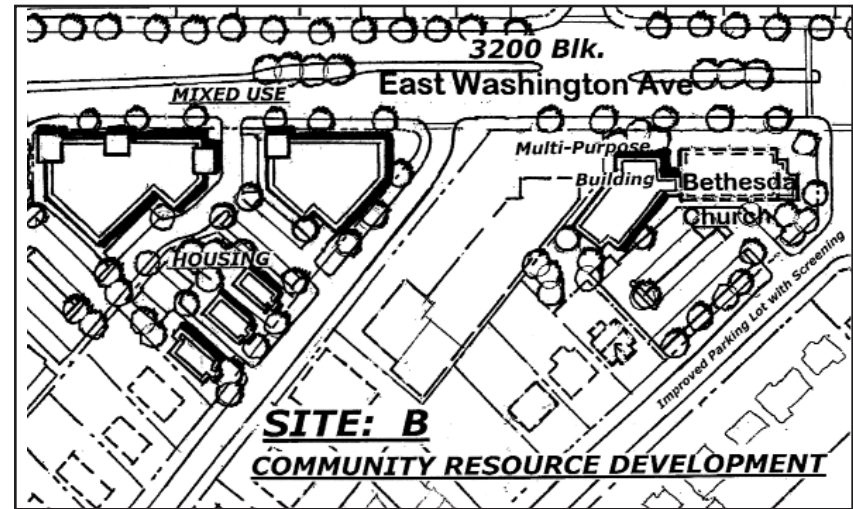 3200 Blk.
East Washington Ave
MIXED USE
Multi-Purpose
Building
Bethesda
Church
HOUSING
Improved Parking Lot with Screening
SITE: B
COMMUNITY RESOURCE DEVELOPMENT